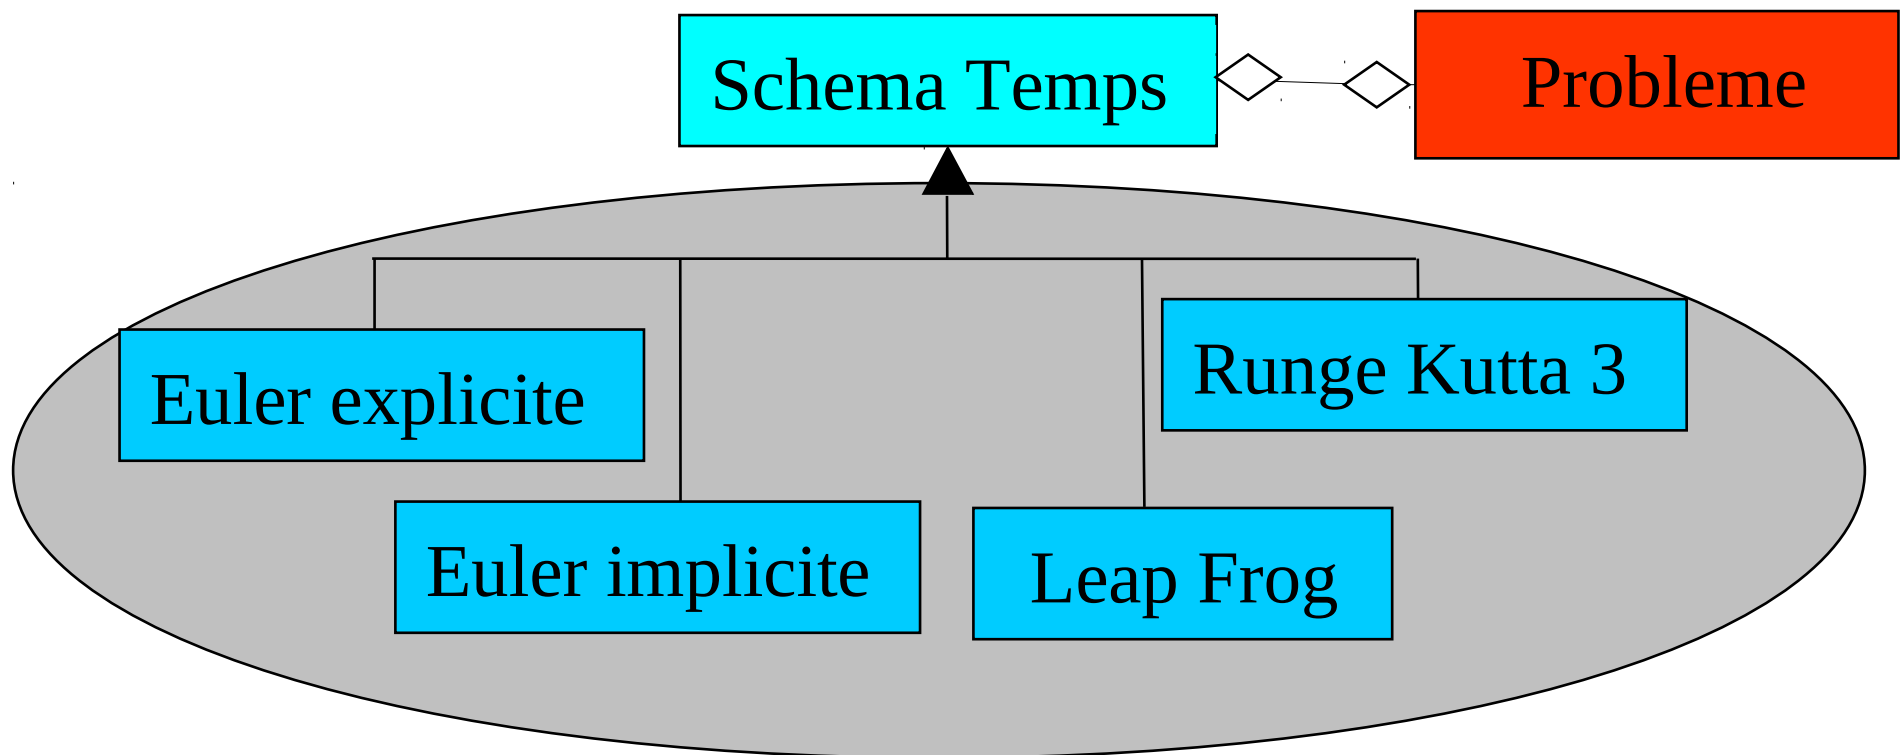 Schema Temps
Probleme
Euler explicite
Runge Kutta 3
Euler implicite
Leap Frog